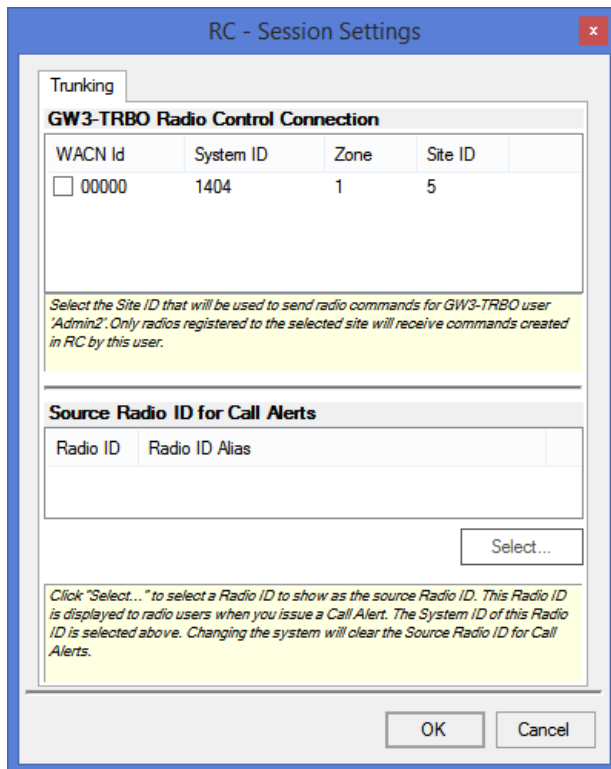 RC - Session Settings
x
Trunking
GW3-TRBO Radio Control Connection
WACN Id System ID Zone Site ID
00000 1404 1 5
Select the Site ID that will be used to send radio commands for GW3-TRBO user
'Admin2'. Only radios registered to the selected site will receive commands created
in RC by this user.
Source Radio ID for Call Alerts
Radio ID Radio ID Alias
Select...
Click "Select..." to select a Radio ID to show as the source Radio ID. This Radio ID
is displayed to radio users when you issue a Call Alert. The System ID of this Radio
ID is selected above. Changing the system will clear the Source Radio ID for Call
Alerts.
OK Cancel